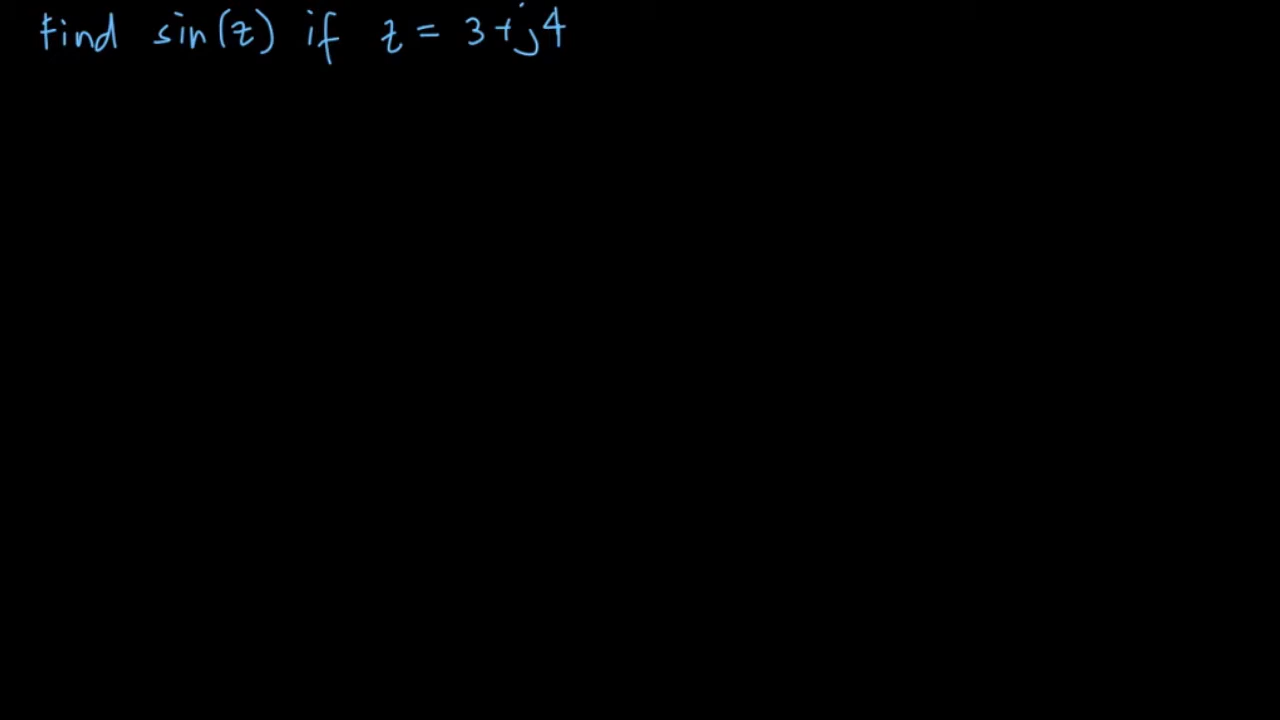 Find sin(z) if z = 3+j4